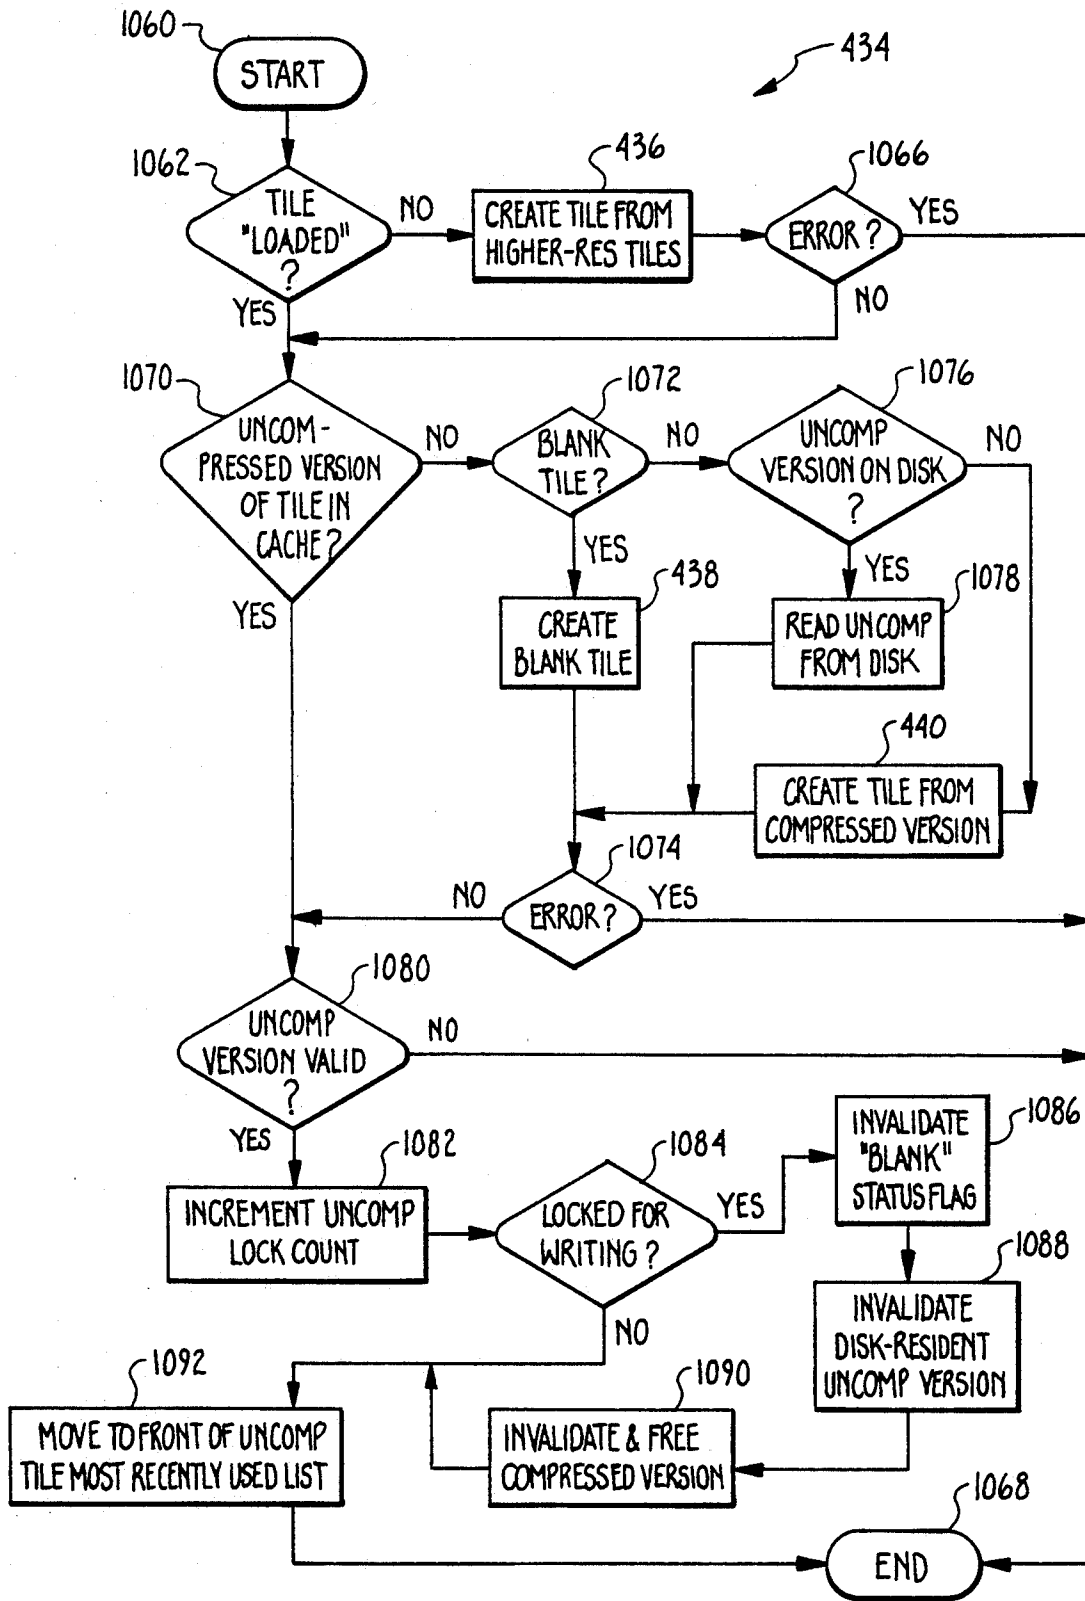 1060
START
434
1062
TILE
"LOADED"
?
NO
436
CREATE TILE FROM
HIGHER-RES TILES
1066
ERROR?
YES
NO
YES
1070
UNCOM-
PRESSED VERSION
OF TILE IN
CACHE?
NO
1072
BLANK
TILE?
NO
1076
UNCOMP
VERSION ON DISK
?
NO
YES
YES
YES
438
CREATE
BLANK TILE
1078
READ UNCOMP
FROM DISK
440
CREATE TILE FROM
COMPRESSED VERSION
1074
ERROR?
NO
YES
1080
UNCOMP
VERSION VALID
?
NO
YES
1082
INCREMENT UNCOMP
LOCK COUNT
1084
LOCKED FOR
WRITING?
YES
NO
1086
INVALIDATE
"BLANK"
STATUS FLAG
1088
INVALIDATE
DISK-RESIDENT
UNCOMP VERSION
1090
INVALIDATE & FREE
COMPRESSED VERSION
1092
MOVE TO FRONT OF UNCOMP
TILE MOST RECENTLY USED LIST
1068
END